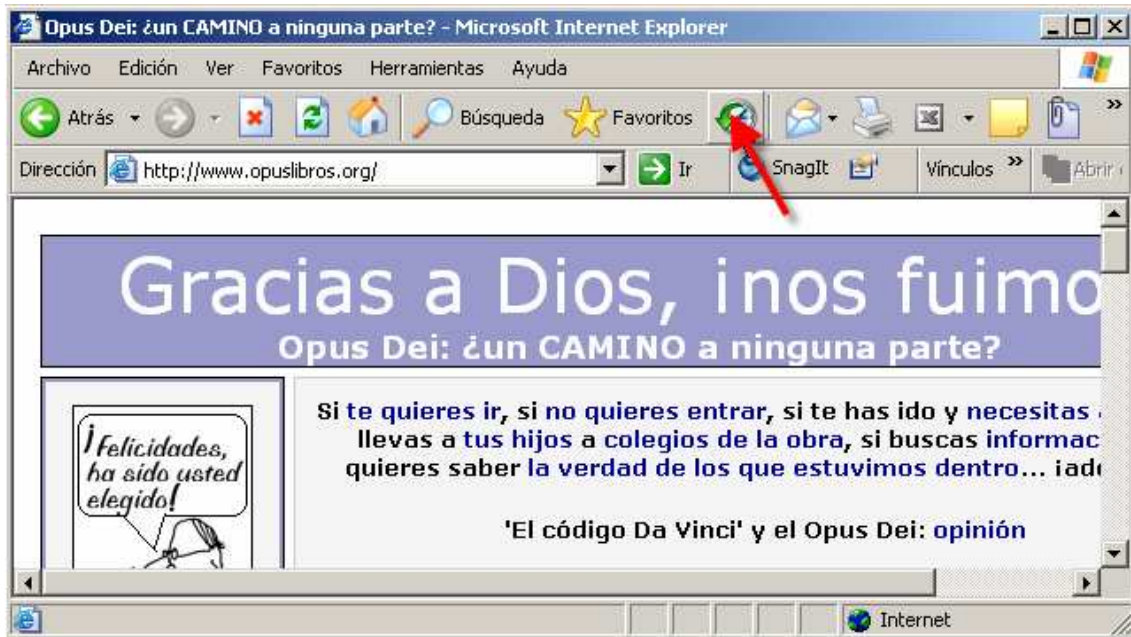 Opus Dei: ¿un CAMINO a ninguna parte? - Microsoft Internet Explorer
Archivo Edición Ver Favoritos Herramientas Ayuda
Atrás Búsqueda Favoritos »
Dirección http://www.opuslibros.org/ Ir SnagIt Vínculos » Abrir
Gracias a Dios, ¡nos fuimo
Opus Dei: ¿un CAMINO a ninguna parte?
¡Felicidades,
ha sido usted
elegido!
Si te quieres ir, si no quieres entrar, si te has ido y necesitas
llevas a tus hijos a colegios de la obra, si buscas informac
quieres saber la verdad de los que estuvimos dentro... ¡ade
'El código Da Vinci' y el Opus Dei: opinión
Internet